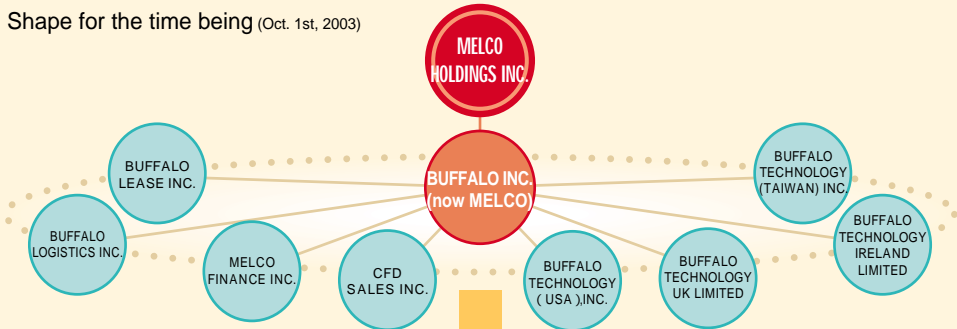 Shape for the time being (Oct. 1st, 2003)
MELCO
HOLDINGS INC.
BUFFALO INC.
(now MELCO)
BUFFALO
LEASE INC.
BUFFALO
LOGISTICS INC.
MELCO
FINANCE INC.
CFD
SALES INC.
BUFFALO
TECHNOLOGY
( USA ),INC.
BUFFALO
TECHNOLOGY
UK LIMITED
BUFFALO
TECHNOLOGY
IRELAND
LIMITED
BUFFALO
TECHNOLOGY
(TAIWAN) INC.